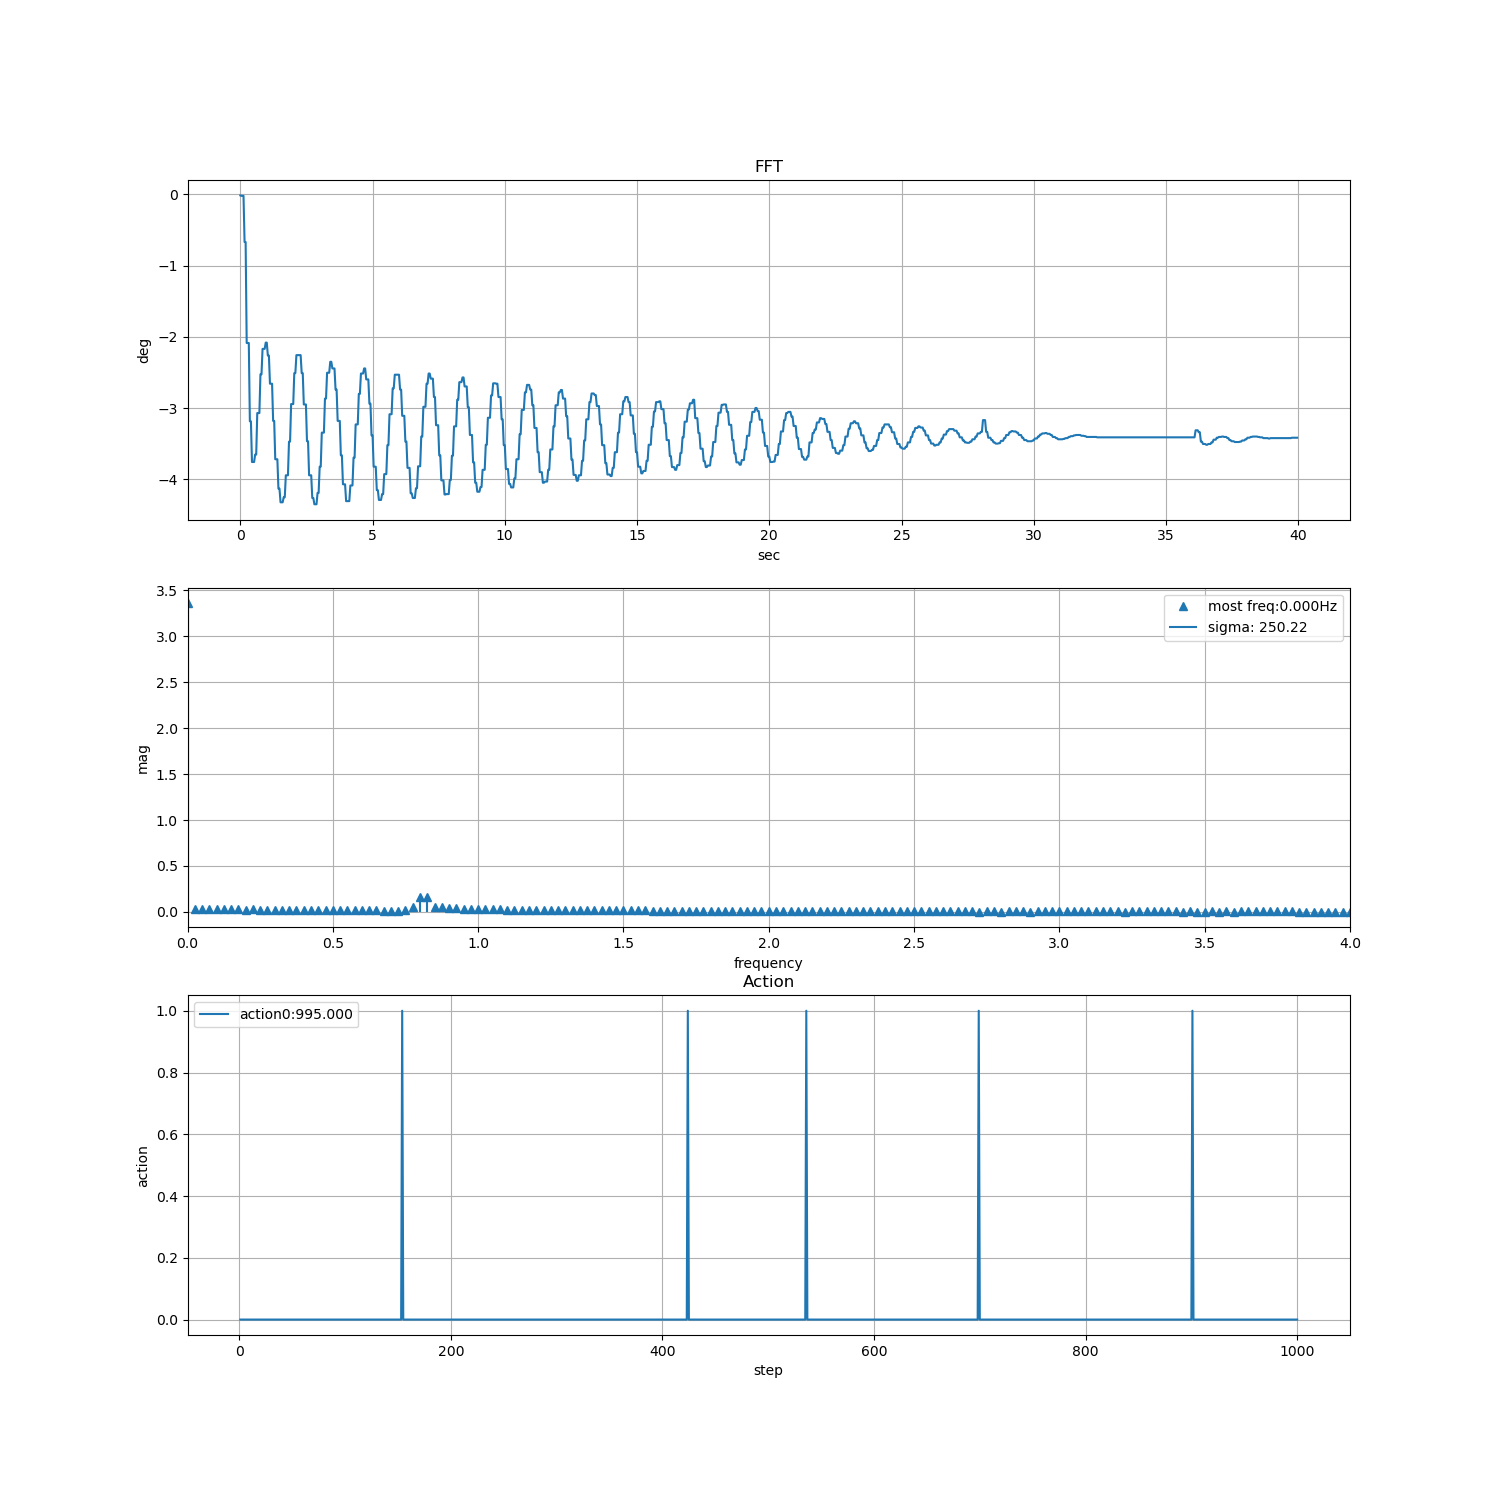 FFT
0
−1
−2
−3
−4
deg
0 5 10 15 20 25 30 35 40
sec
3.5
3.0
2.5
2.0
1.5
1.0
0.5
0.0
mag
most freq:0.000Hz
sigma: 250.22
0.0 0.5 1.0 1.5 2.0 2.5 3.0 3.5 4.0
frequency
Action
1.0
0.8
0.6
0.4
0.2
0.0
action
action0:995.000
0 200 400 600 800 1000
step